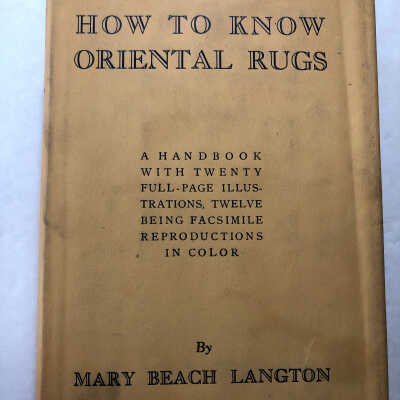 HOW TO KNOW
ORIENTAL RUGS
A HANDBOOK
WITH TWENTY
FULL-PAGE ILLUS-
TRATIONS, TWELVE
BEING FACSIMILE
REPRODUCTIONS
IN COLOR
By
MARY BEACH LANGTON